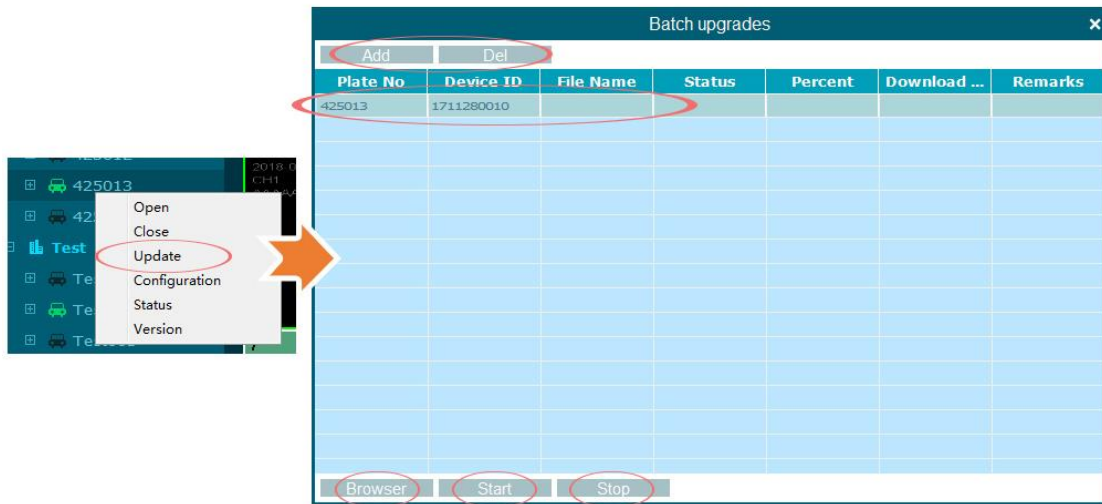 Batch upgrades
Add Del
Plate No Device ID File Name Status Percent Download ... Remarks
425013 1711280010
425013
CH1
Open
Close
Test
Update
Configuration
Status
Version
Browser Start Stop